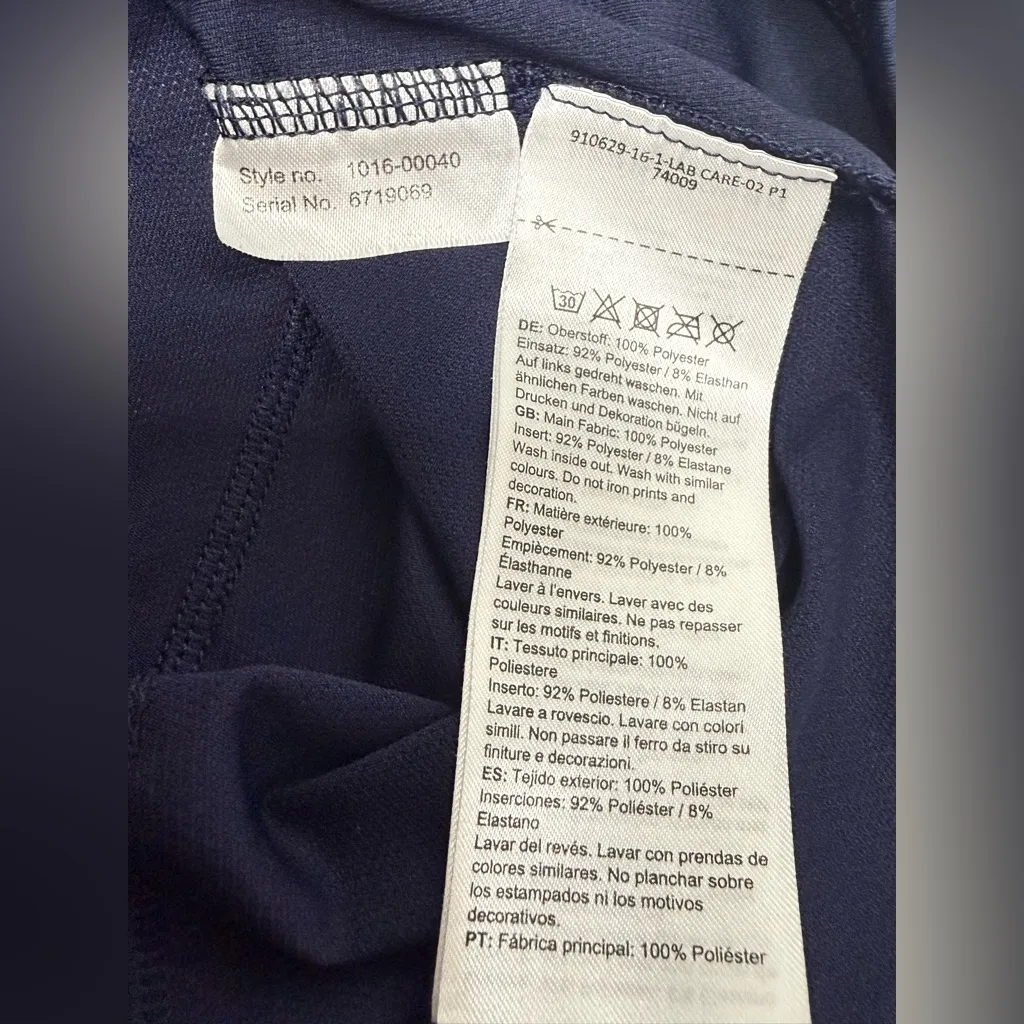 Style no. 1016-00040
Serial No. 6719069
910629-16-1-LAB CARE-02 P1
74009
30
DE: Oberstoff: 100% Polyester
Einsatz: 92% Polyester / 8% Elasthan
Auf links gedreht waschen. Mit
ähnlichen Farben waschen. Nicht auf
Drucken und Dekoration bügeln.
GB: Main Fabric: 100% Polyester
Insert: 92% Polyester / 8% Elastane
Wash inside out. Wash with similar
colours. Do not iron prints and
decoration.
FR: Matière extérieure: 100%
Polyester
Empiècement: 92% Polyester / 8%
Élasthanne
Laver à l'envers. Laver avec des
couleurs similaires. Ne pas repasser
sur les motifs et finitions.
IT: Tessuto principale: 100%
Poliestere
Inserto: 92% Poliestere / 8% Elastan
Lavare a rovescio. Lavare con colori
simili. Non passare il ferro da stiro su
finiture e decorazioni.
ES: Tejido exterior: 100% Poliéster
Inserciones: 92% Poliéster / 8%
Elastano
Lavar del revés. Lavar con prendas de
colores similares. No planchar sobre
los estampados ni los motivos
decorativos.
PT: Fábrica principal: 100% Poliéster